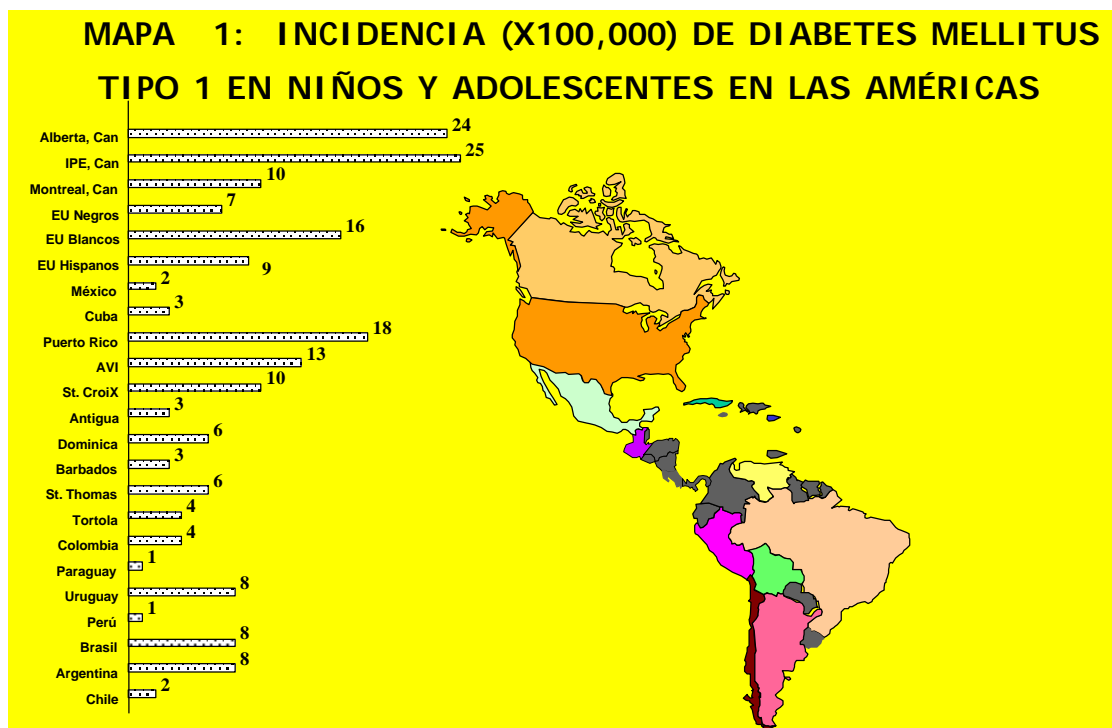 MAPA 1: INCIDENCIA (X100,000) DE DIABETES MELLITUS
TIPO 1 EN NIÑOS Y ADOLESCENTES EN LAS AMÉRICAS
Alberta, Can 24
IPE, Can 25
Montreal, Can 10
EU Negros 7
EU Blancos 16
EU Hispanos 9
México 2
Cuba 3
Puerto Rico 18
AVI 13
St. CroiX 10
Antigua 3
Dominica 6
Barbados 3
St. Thomas 6
Tortola 4
Colombia 4
Paraguay 1
Uruguay 8
Perú 1
Brasil 8
Argentina 8
Chile 2